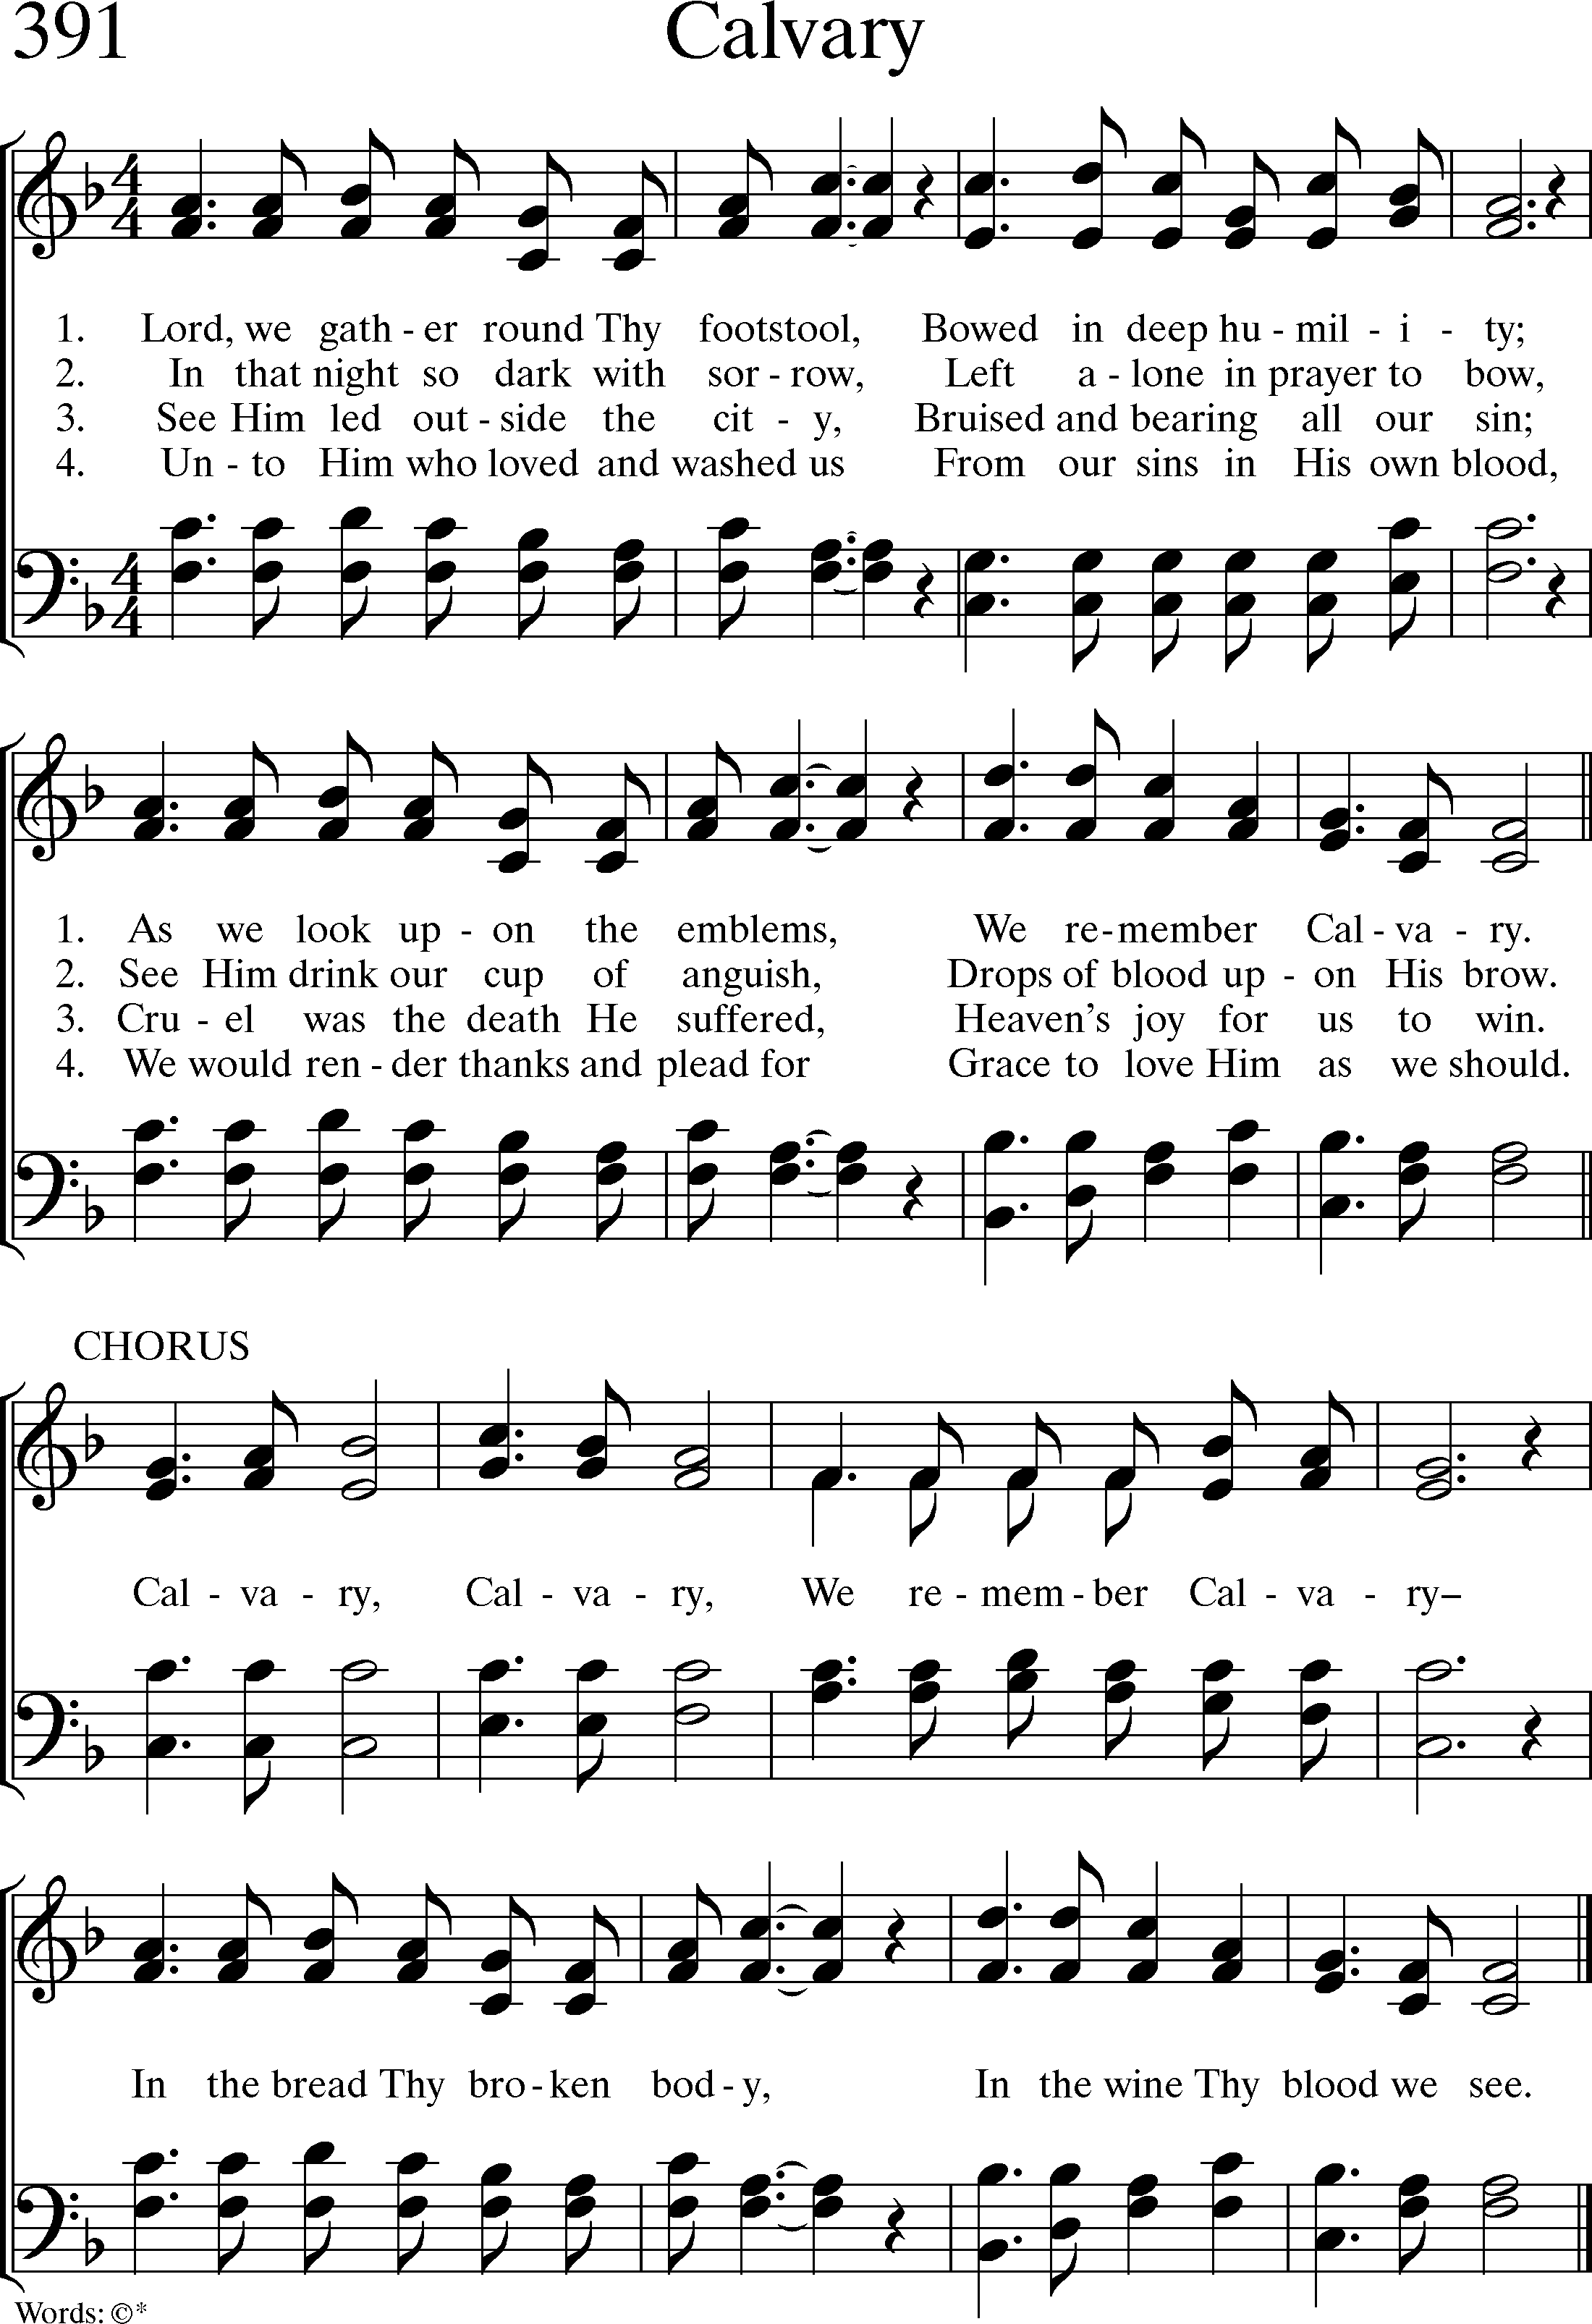 391 Calvary
1. Lord, we gath - er round Thy footstool, Bowed in deep hu - mil - i - ty;
2. In that night so dark with sor - row, Left a - lone in prayer to bow,
3. See Him led out - side the cit - y, Bruised and bearing all our sin;
4. Un - to Him who loved and washed us From our sins in His own blood,
1. As we look up - on the emblems, We re - member Cal - va - ry.
2. See Him drink our cup of anguish, Drops of blood up - on His brow.
3. Cru - el was the death He suffered, Heaven's joy for us to win.
4. We would ren - der thanks and plead for Grace to love Him as we should.
CHORUS
Cal - va - ry, Cal - va - ry, We re - mem - ber Cal - va - ry–
In the bread Thy bro - ken bod - y, In the wine Thy blood we see.
Words: ©*